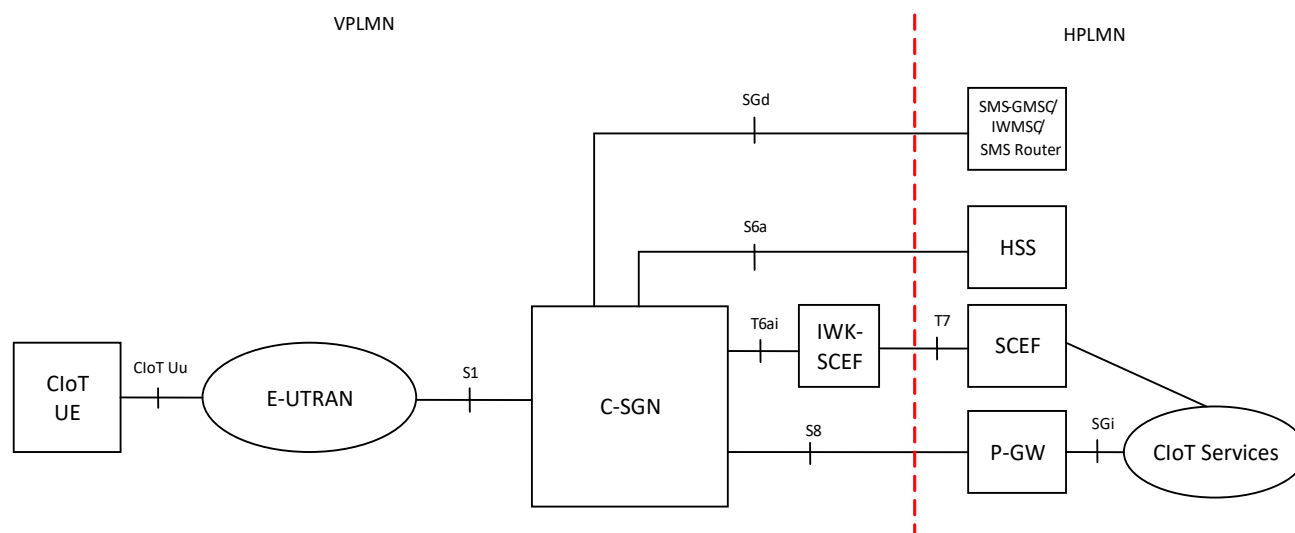 VPLMN
HPLMN
SGd
SMS-GMSC/
IWMSC/
SMS Router
S6a
HSS
T6ai
IWK-
SCEF
T7
SCEF
CIoT
UE
CIoT Uu
E-UTRAN
S1
C-SGN
S8
P-GW
SGi
CIoT Services